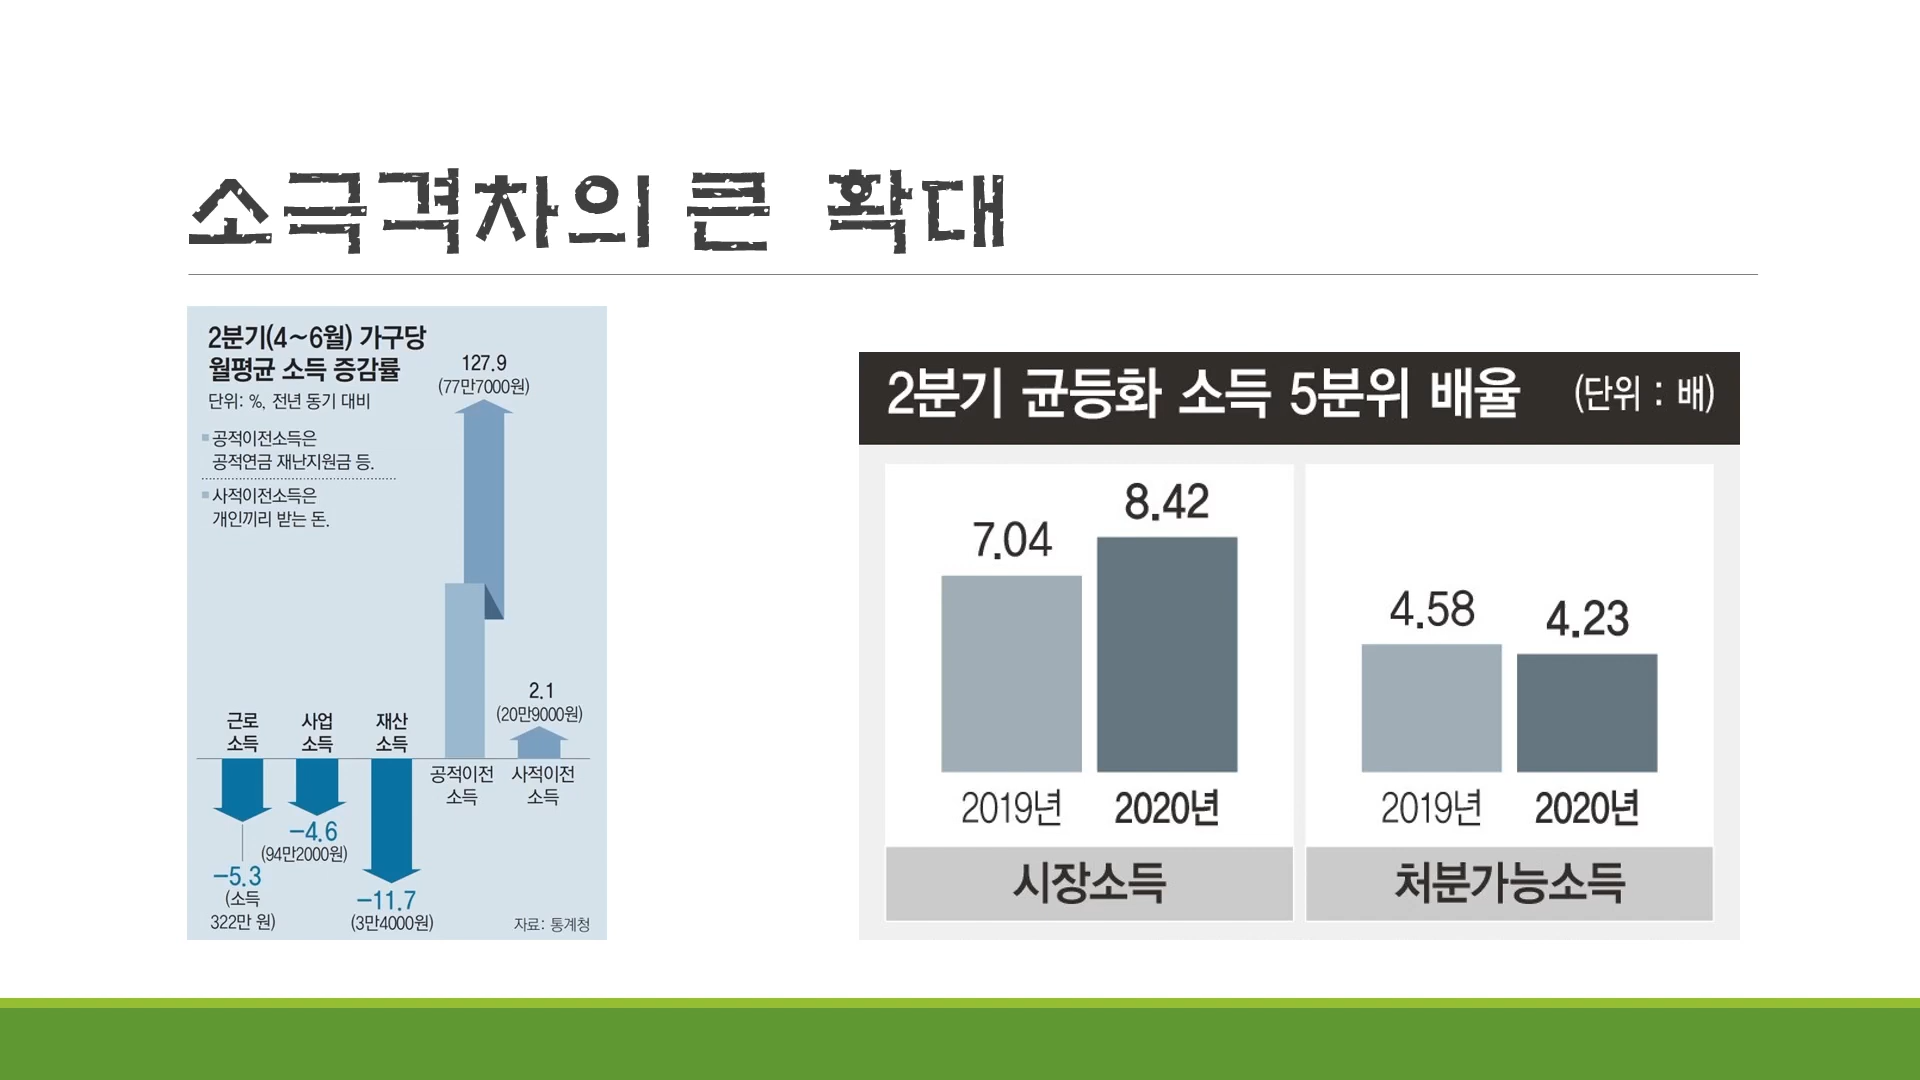 소극격차의 큰 확대
2분기(4~6월) 가구당
월평균 소득 증감률
단위: %, 전년 동기 대비
공적이전소득은
공적연금 재난지원금 등.
사적이전소득은
개인끼리 받는 돈.
127.9
(77만7000원)
2.1
(20만9000원)
근로
소득
사업
소득
재산
소득
공적이전
소득
사적이전
소득
-5.3
(소득
322만 원)
-4.6
(94만2000원)
-11.7
(3만4000원)
자료: 통계청
2분기 균등화 소득 5분위 배율 (단위 : 배)
7.04
8.42
2019년
2020년
시장소득
4.58
4.23
2019년
2020년
처분가능소득